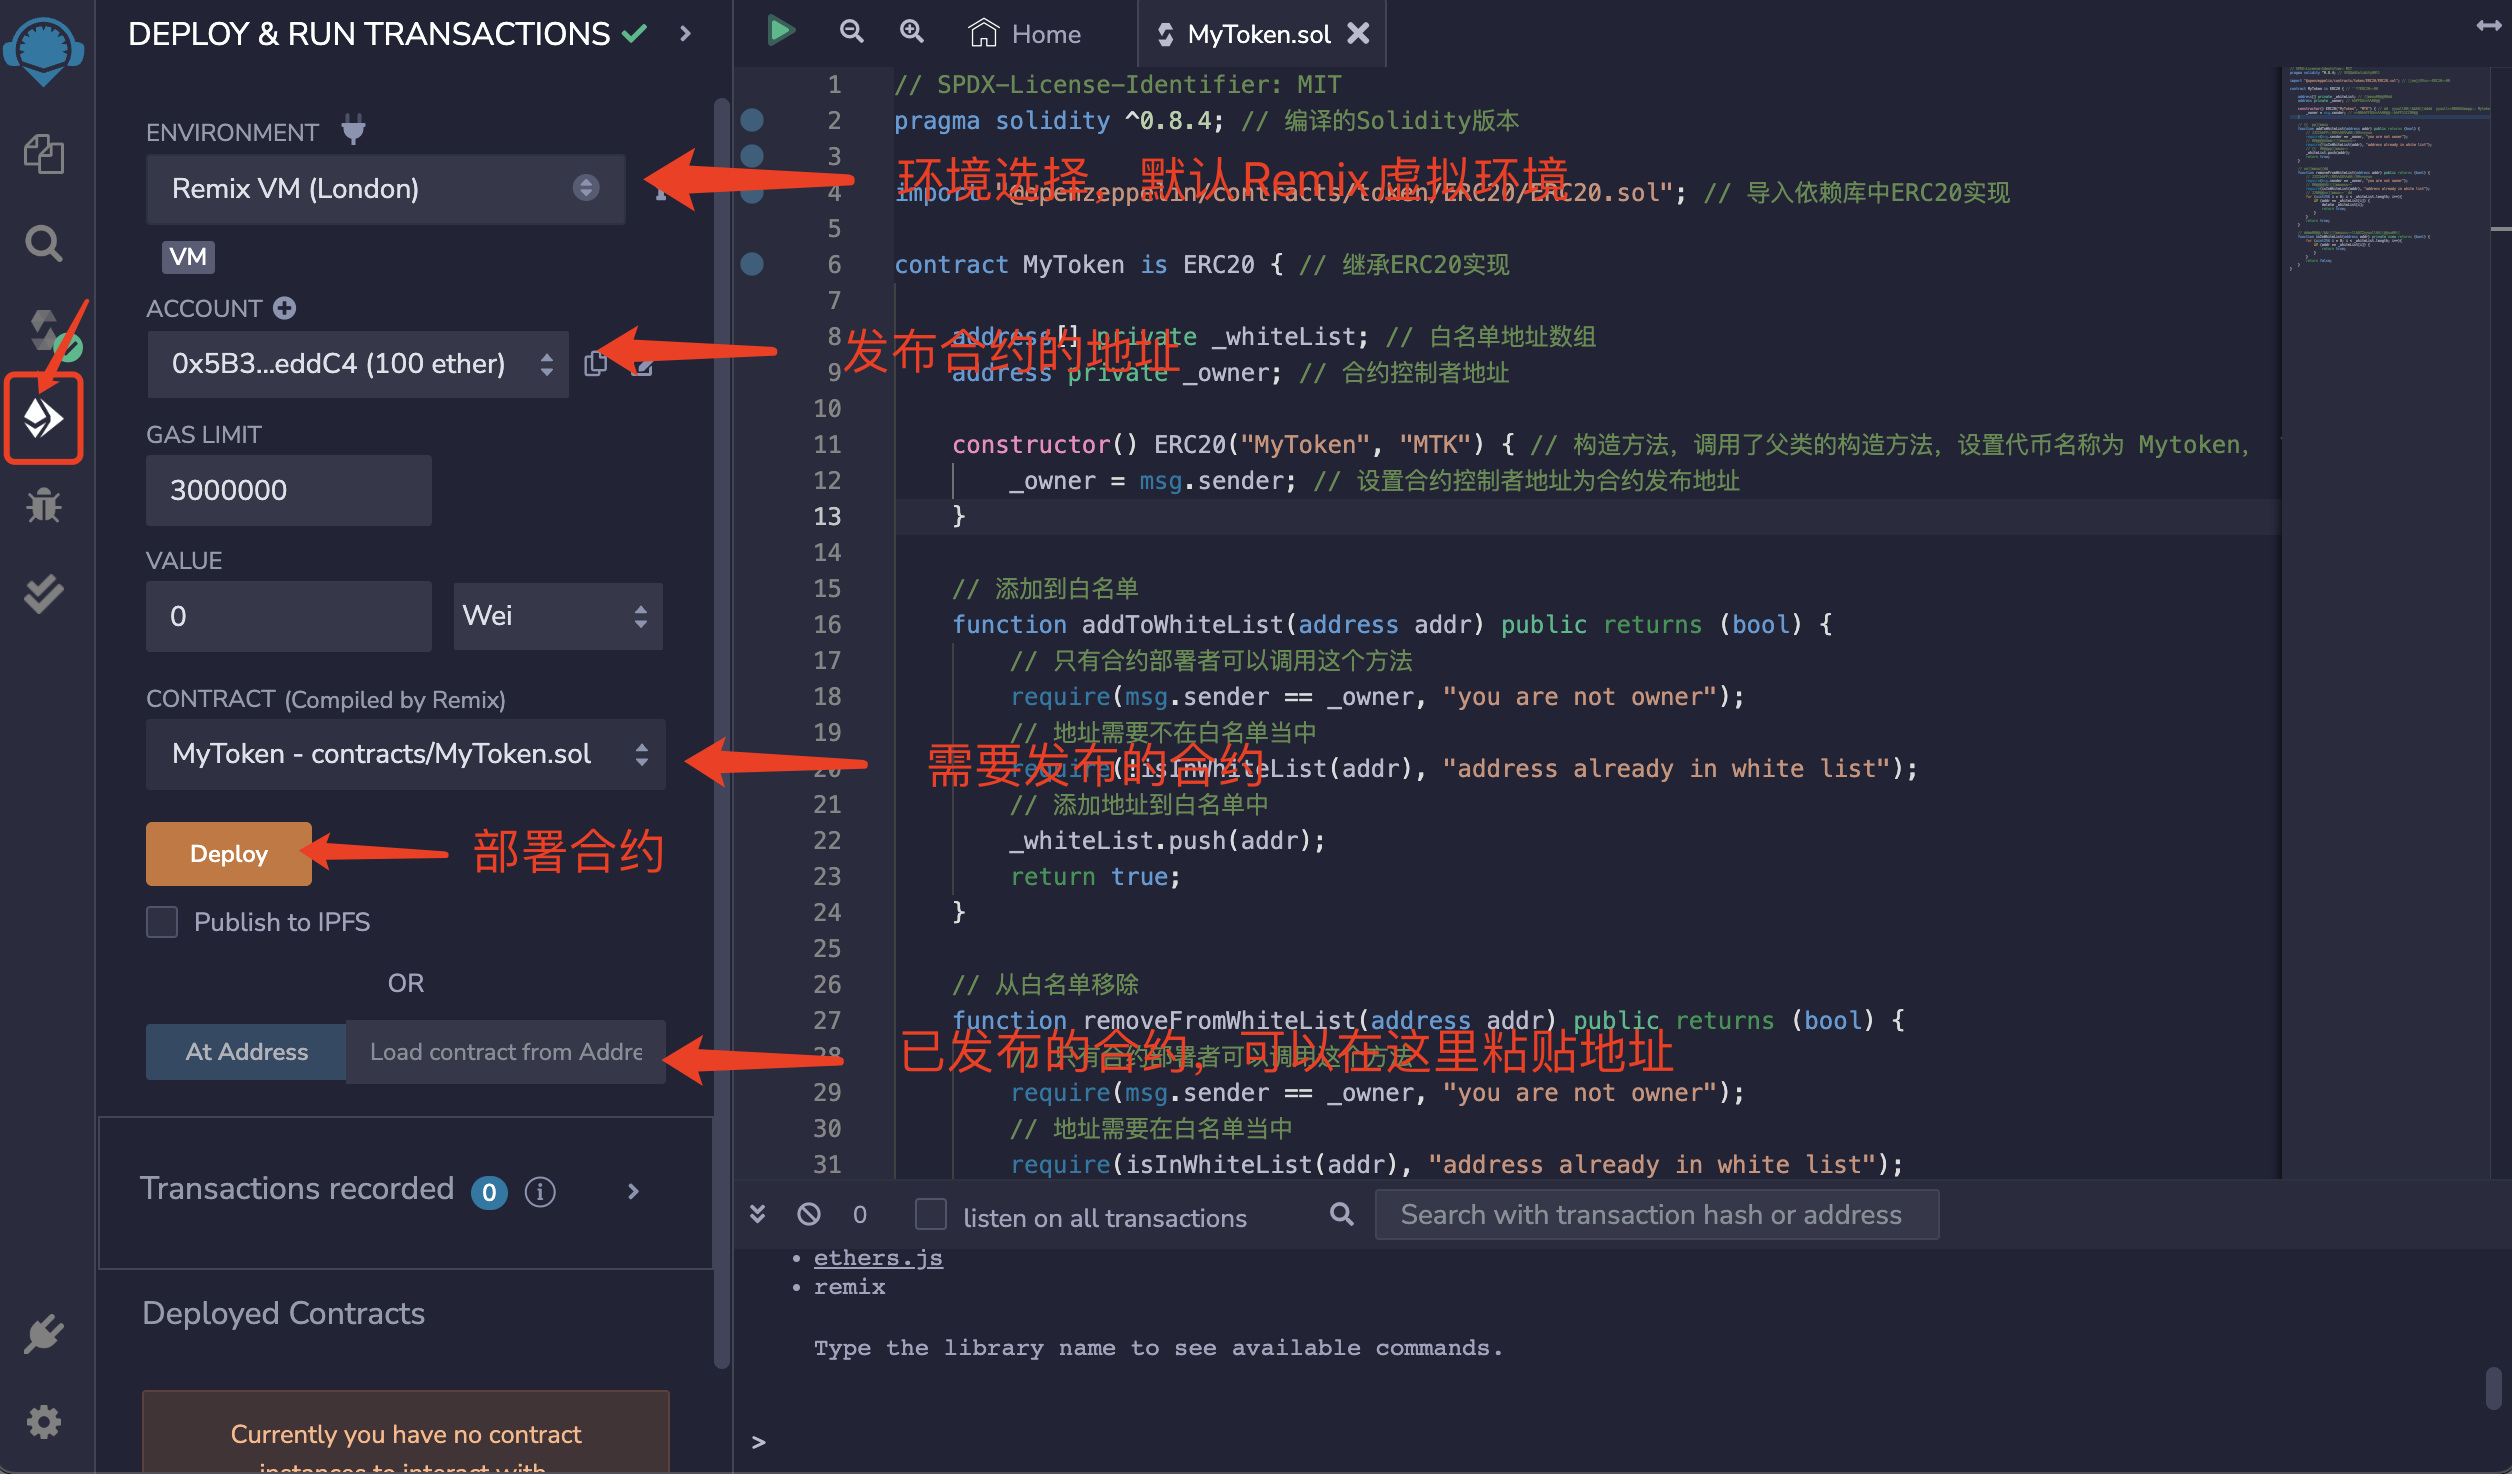 DEPLOY & RUN TRANSACTIONS
ENVIRONMENT
Remix VM (London)
VM
ACCOUNT
0x5B3...eddC4 (100 ether)
GAS LIMIT
3000000
VALUE
0
Wei
CONTRACT (Compiled by Remix)
MyToken - contracts/MyToken.sol
Deploy
部署合约
Publish to IPFS
OR
At Address
Load contract from Addre
Transactions recorded 0
Deployed Contracts
Currently you have no contract
instances to interact with
Home
MyToken.sol
1 // SPDX-License-Identifier: MIT
2 pragma solidity ^0.8.4; // 编译的Solidity版本
3
环境选择，默认Remix虚拟环境
4 import "@openzeppelin/contracts/token/ERC20/ERC20.sol"; // 导入依赖库中ERC20实现
5
6 contract MyToken is ERC20 { // 继承ERC20实现
7
8 address[] private _whiteList; // 白名单地址数组
发布合约的地址
9 address private _owner; // 合约控制者地址
10
11 constructor() ERC20("MyToken", "MTK") { // 构造方法，调用了父类的构造方法，设置代币名称为 Mytoken，
12 _owner = msg.sender; // 设置合约控制者地址为合约发布地址
13 }
14
15 // 添加到白名单
16 function addToWhiteList(address addr) public returns (bool) {
17 // 只有合约部署者可以调用这个方法
18 require(msg.sender == _owner, "you are not owner");
19 // 地址需要不在白名单当中
需要发布的合约
20 require(!isInWhiteList(addr), "address already in white list");
21 // 添加地址到白名单中
22 _whiteList.push(addr);
23 return true;
24 }
25
26 // 从白名单移除
27 function removeFromWhiteList(address addr) public returns (bool) {
已发布的合约，可以在这里粘贴地址
28 // 只有合约部署者可以调用这个方法
29 require(msg.sender == _owner, "you are not owner");
30 // 地址需要在白名单当中
31 require(isInWhiteList(addr), "address already in white list");
0
listen on all transactions
Search with transaction hash or address
• ethers.js
• remix
Type the library name to see available commands.
>